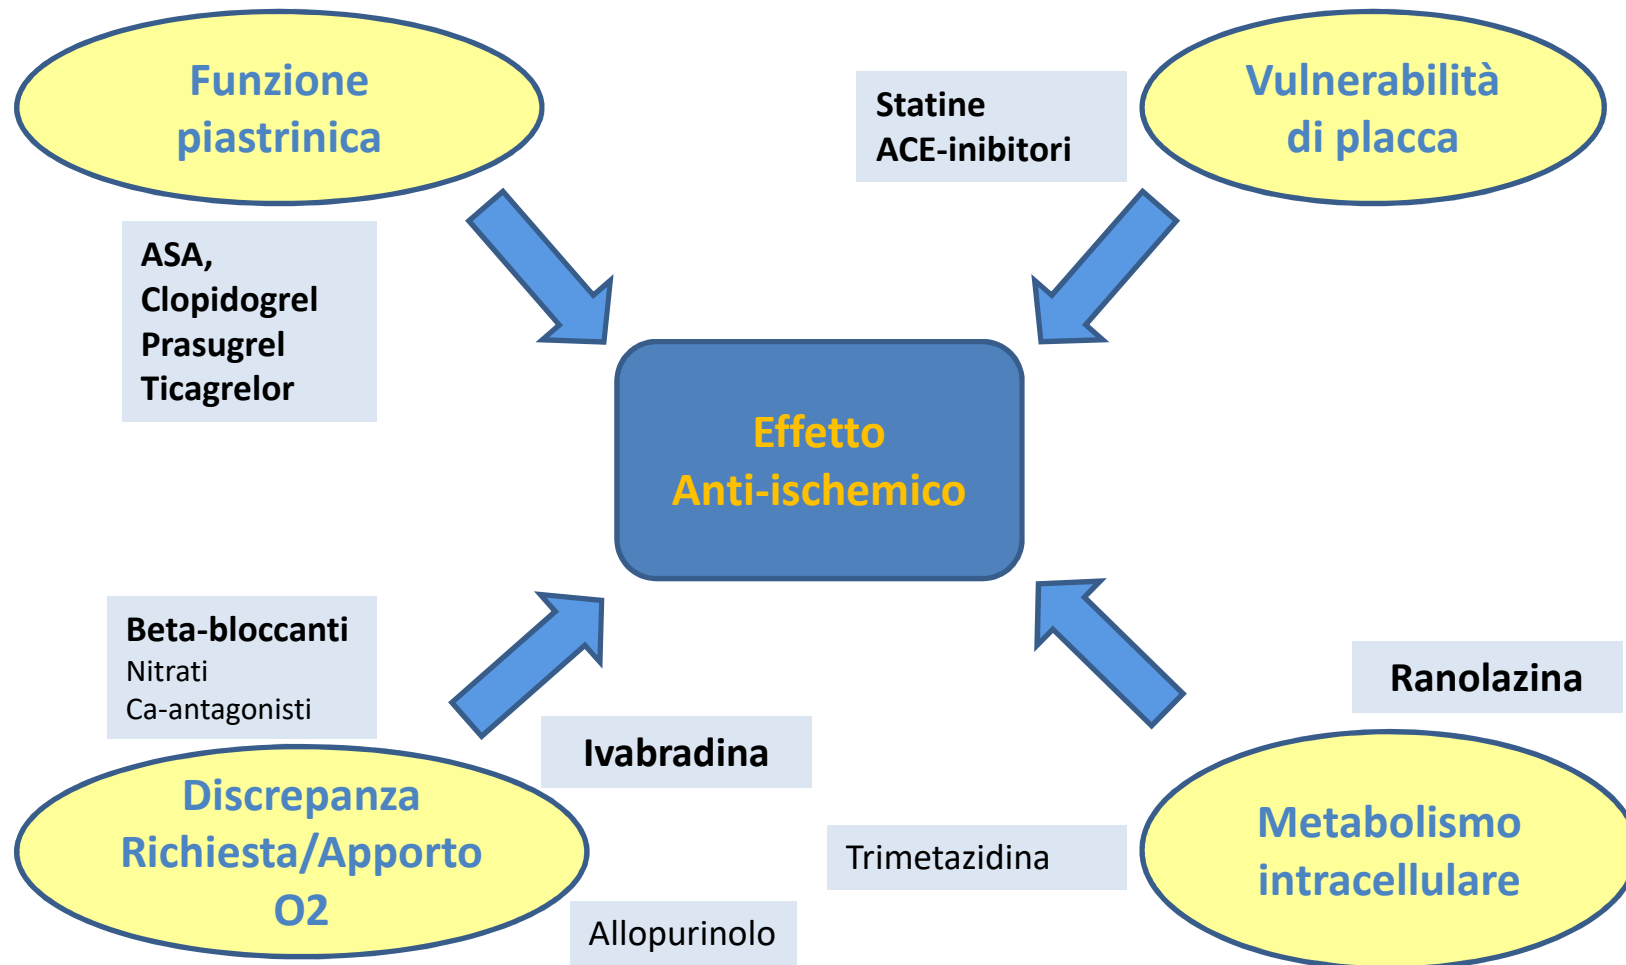 Funzione
piastrinica
ASA,
Clopidogrel
Prasugrel
Ticagrelor
Statine
ACE-inibitori
Vulnerabilità
di placca
Effetto
Anti-ischemico
Beta-bloccanti
Nitrati
Ca-antagonisti
Ivabradina
Discrepanza
Richiesta/Apporto
O2
Allopurinolo
Trimetazidina
Ranolazina
Metabolismo
intracellulare